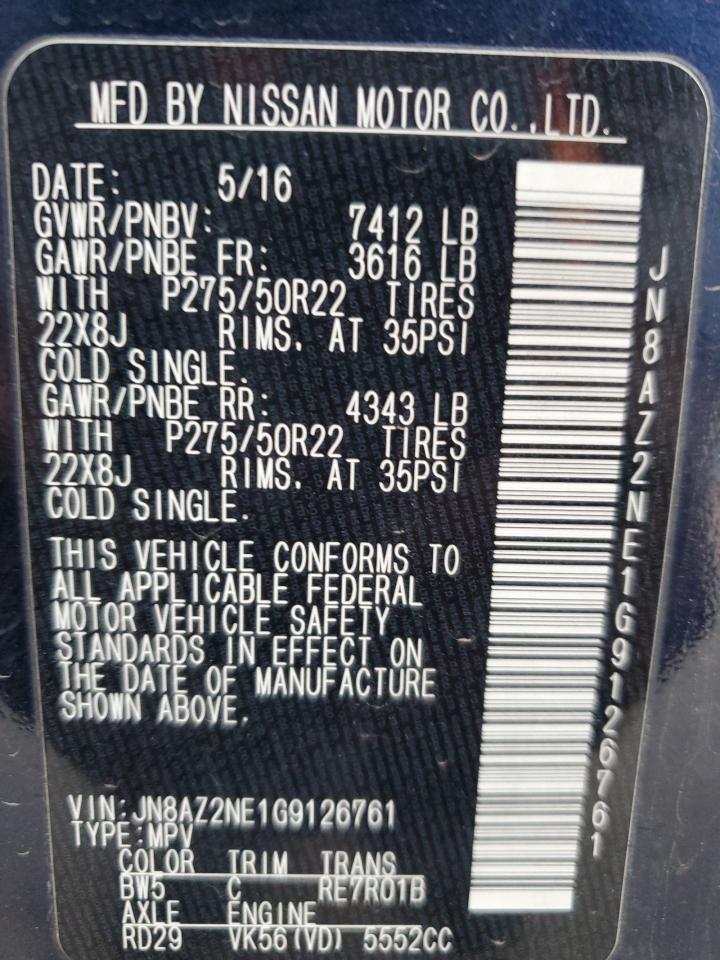 MFD BY NISSAN MOTOR CO.,LTD.
DATE: 5/16
GVWR/PNBV: 7412 LB
GAWR/PNBE FR: 3616 LB
WITH P275/50R22 TIRES
22X8J RIMS. AT 35PSI
COLD SINGLE.
GAWR/PNBE RR: 4343 LB
WITH P275/50R22 TIRES
22X8J RIMS. AT 35PSI
COLD SINGLE.
THIS VEHICLE CONFORMS TO
ALL APPLICABLE FEDERAL
MOTOR VEHICLE SAFETY
STANDARDS IN EFFECT ON
THE DATE OF MANUFACTURE
SHOWN ABOVE.
VIN:JN8AZ2NE1G9126761
TYPE:MPV
COLOR TRIM TRANS
BW5 C RE7R01B
AXLE ENGINE
RD29 VK56(VD) 5552CC
JN8AZ2NE1G9126761